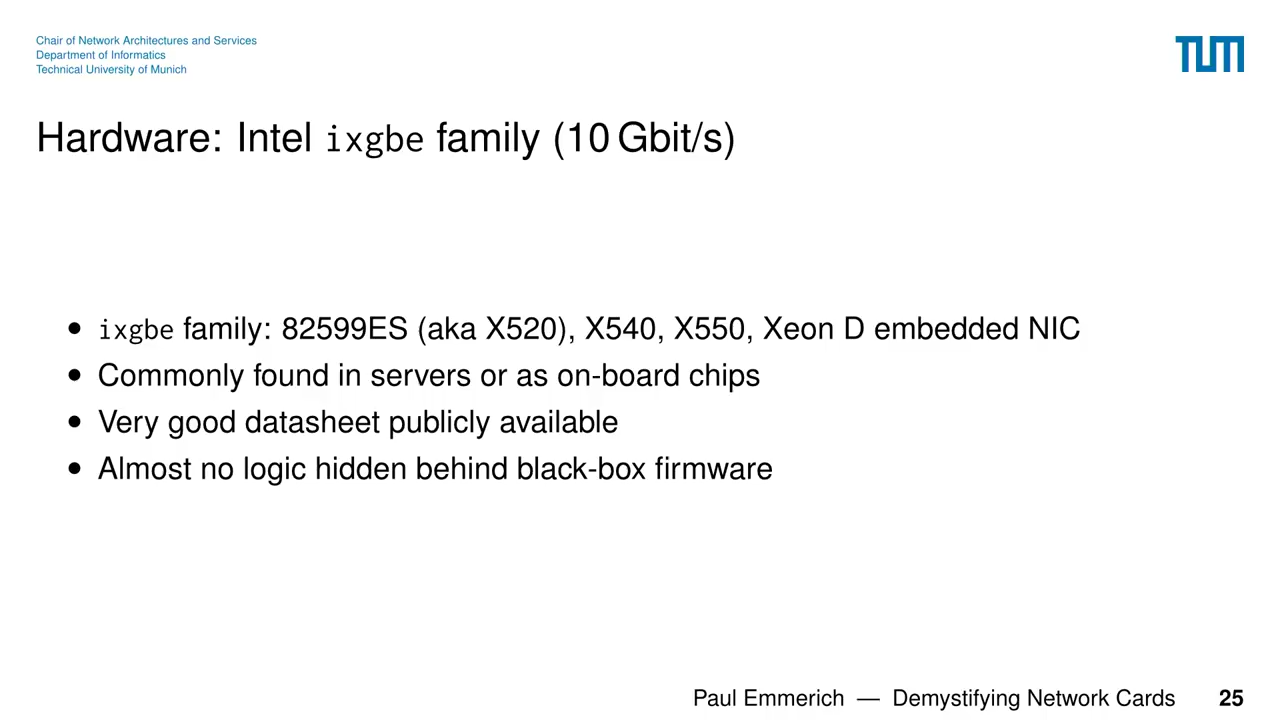 Chair of Network Architectures and Services
Department of Informatics
Technical University of Munich
TUM
Hardware: Intel ixgbe family (10 Gbit/s)
• ixgbe family: 82599ES (aka X520), X540, X550, Xeon D embedded NIC
• Commonly found in servers or as on-board chips
• Very good datasheet publicly available
• Almost no logic hidden behind black-box firmware
Paul Emmerich — Demystifying Network Cards 25